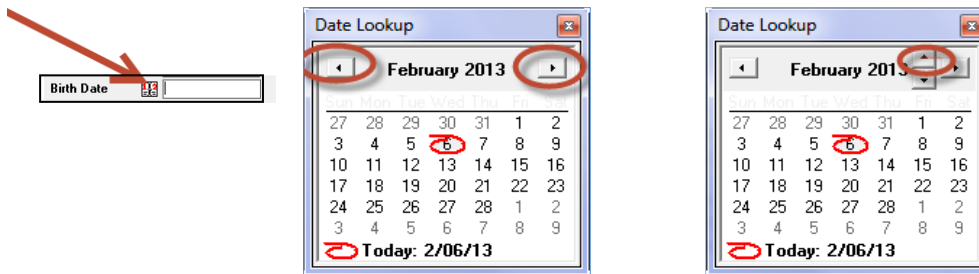 Birth Date
Date Lookup
February 2013
Sun Mon Tue Wed Thu Fri Sat
27 28 29 30 31 1 2
3 4 5 6 7 8 9
10 11 12 13 14 15 16
17 18 19 20 21 22 23
24 25 26 27 28 1 2
3 4 5 6 7 8 9
Today: 2/06/13
Date Lookup
February 2013
Sun Mon Tue Wed Thu Fri Sat
27 28 29 30 31 1 2
3 4 5 6 7 8 9
10 11 12 13 14 15 16
17 18 19 20 21 22 23
24 25 26 27 28 1 2
3 4 5 6 7 8 9
Today: 2/06/13